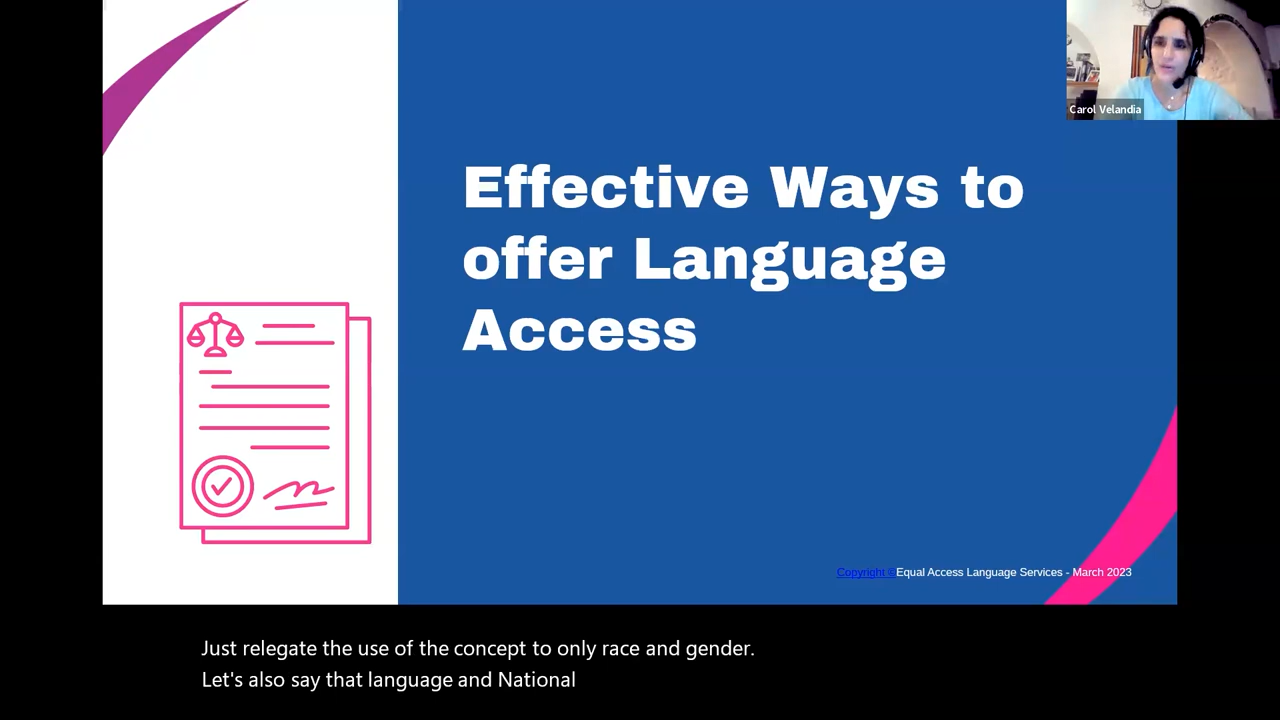 Carol Velandia
Effective Ways to
offer Language
Access
Copyright ©Equal Access Language Services - March 2023
Just relegate the use of the concept to only race and gender.
Let's also say that language and National